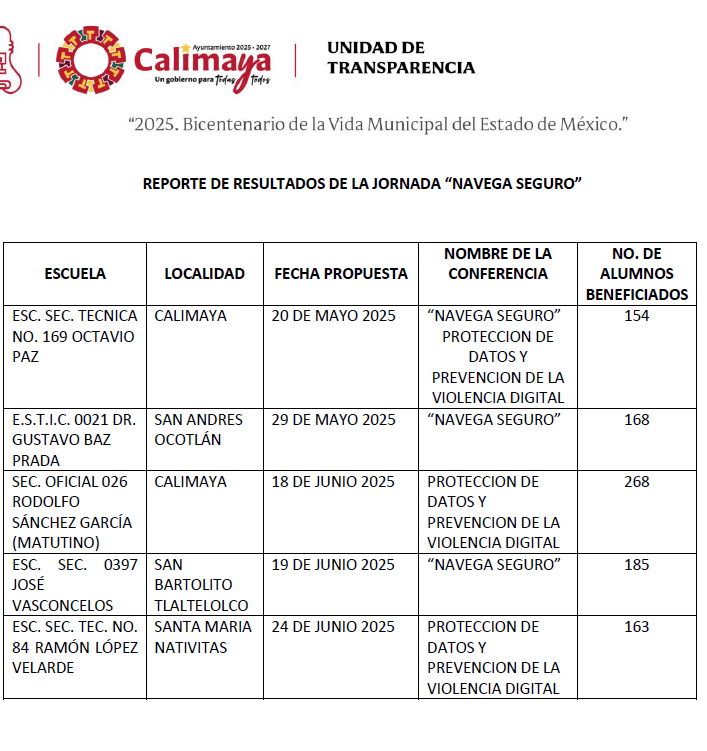 Ayuntamiento 2025 - 2027
Calimaya
Un gobierno para Todas y Todos
UNIDAD DE
TRANSPARENCIA
“2025. Bicentenario de la Vida Municipal del Estado de México.”
REPORTE DE RESULTADOS DE LA JORNADA “NAVEGA SEGURO”
ESCUELA
LOCALIDAD
FECHA PROPUESTA
NOMBRE DE LA
CONFERENCIA
NO. DE
ALUMNOS
BENEFICIADOS
ESC. SEC. TECNICA
NO. 169 OCTAVIO
PAZ
CALIMAYA
20 DE MAYO 2025
“NAVEGA SEGURO”
PROTECCION DE
DATOS Y
PREVENCION DE LA
VIOLENCIA DIGITAL
154
E.S.T.I.C. 0021 DR.
GUSTAVO BAZ
PRADA
SAN ANDRES
OCOTLÁN
29 DE MAYO 2025
“NAVEGA SEGURO”
168
SEC. OFICIAL 026
RODOLFO
SÁNCHEZ GARCÍA
(MATUTINO)
CALIMAYA
18 DE JUNIO 2025
PROTECCION DE
DATOS Y
PREVENCION DE LA
VIOLENCIA DIGITAL
268
ESC. SEC. 0397
JOSÉ
VASCONCELOS
SAN
BARTOLITO
TLALTELOLCO
19 DE JUNIO 2025
“NAVEGA SEGURO”
185
ESC. SEC. TEC. NO.
84 RAMÓN LÓPEZ
VELARDE
SANTA MARIA
NATIVITAS
24 DE JUNIO 2025
PROTECCION DE
DATOS Y
PREVENCION DE LA
VIOLENCIA DIGITAL
163